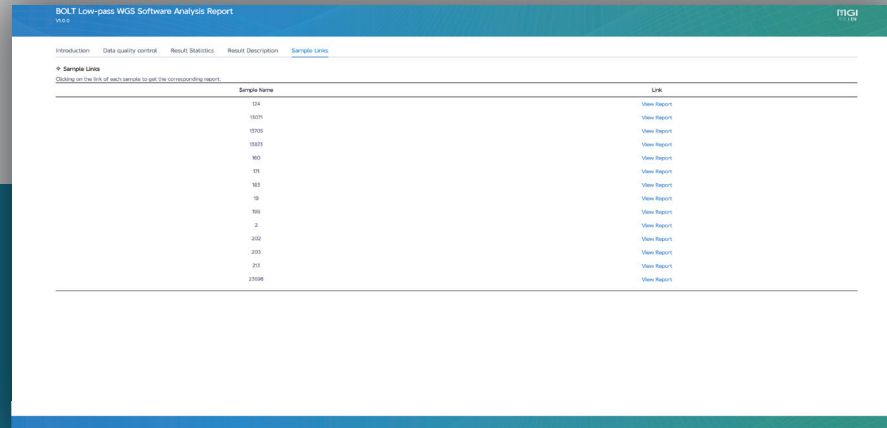 BOLT Low-pass WGS Software Analysis Report
V1.0.0
MGI
EN
Introduction Data quality control Result Statistics Result Description Sample Links
Sample Links
Clicking on the link of each sample to get the corresponding report.
Sample Name Link
124 View Report
13071 View Report
13705 View Report
13873 View Report
160 View Report
171 View Report
183 View Report
19 View Report
196 View Report
2 View Report
202 View Report
203 View Report
213 View Report
23698 View Report